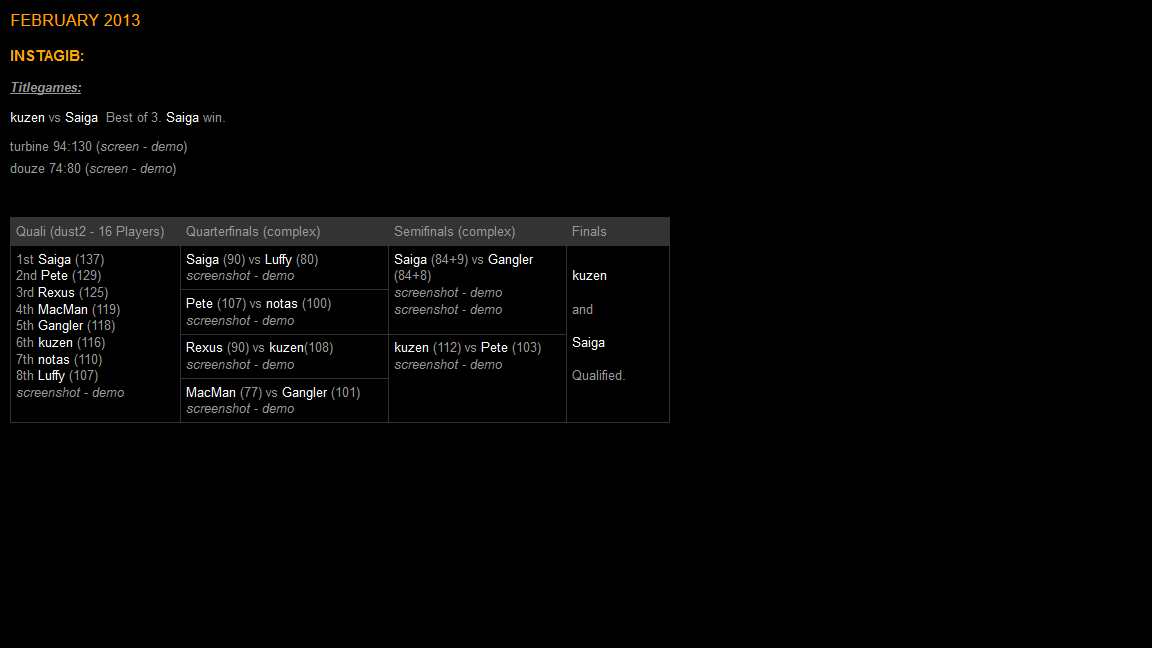 FEBRUARY 2013
INSTAGIB:
Titlegames:
kuzen vs Saiga  Best of 3. Saiga win.
turbine 94:130 (screen - demo)
douze 74:80 (screen - demo)
Quali (dust2 - 16 Players)
1st Saiga (137)
2nd Pete (129)
3rd Rexus (125)
4th MacMan (119)
5th Gangler (118)
6th kuzen (116)
7th notas (110)
8th Luffy (107)
screenshot - demo
Quarterfinals (complex)
Saiga (90) vs Luffy (80)
screenshot - demo
Pete (107) vs notas (100)
screenshot - demo
Rexus (90) vs kuzen(108)
screenshot - demo
MacMan (77) vs Gangler (101)
screenshot - demo
Semifinals (complex)
Saiga (84+9) vs Gangler
(84+8)
screenshot - demo
screenshot - demo
kuzen (112) vs Pete (103)
screenshot - demo
Finals
kuzen
and
Saiga
Qualified.